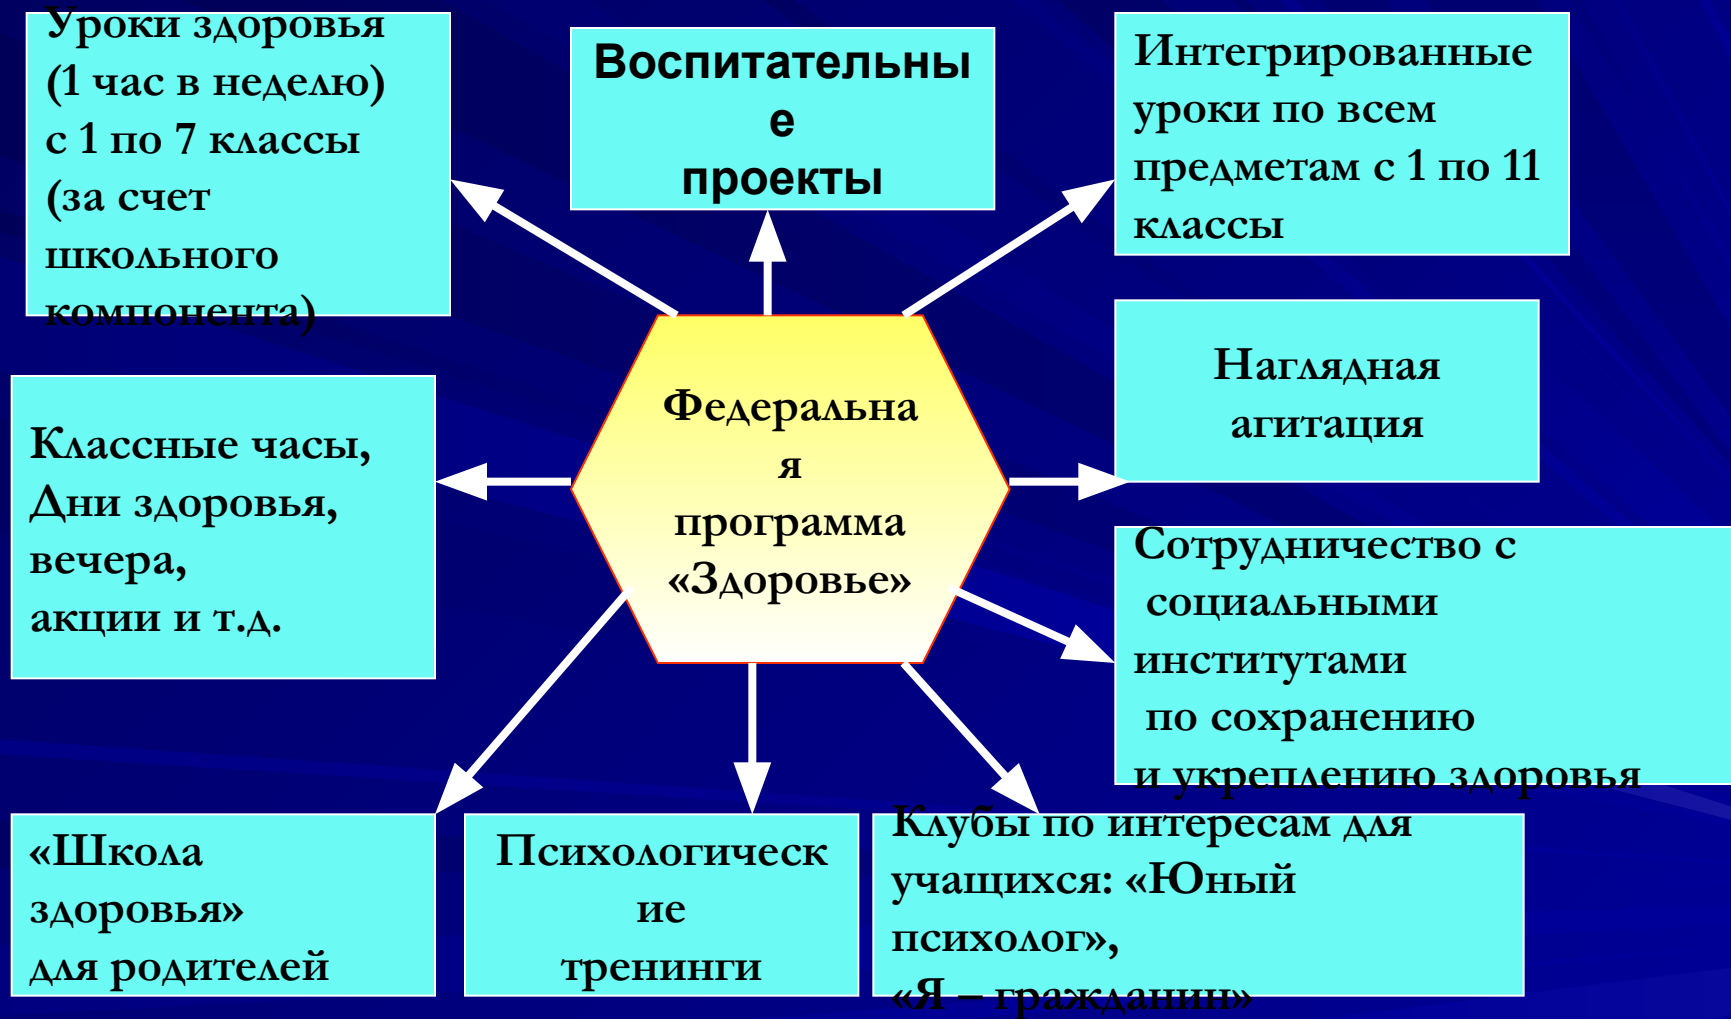 Уроки здоровья
(1 час в неделю)
с 1 по 7 классы
(за счет
школьного
компонента)
Воспитательны
е
проекты
Интегрированные
уроки по всем
предметам с 1 по 11
классы
Наглядная
агитация
Федеральна
я
программа
«Здоровье»
Классные часы,
Дни здоровья,
вечера,
акции и т.д.
Сотрудничество с
социальными
институтами
по сохранению
и укреплению здоровья
«Школа
здоровья»
для родителей
Психологическ
ие
тренинги
Клубы по интересам для
учащихся: «Юный
психолог»,
«Я – гражданин»